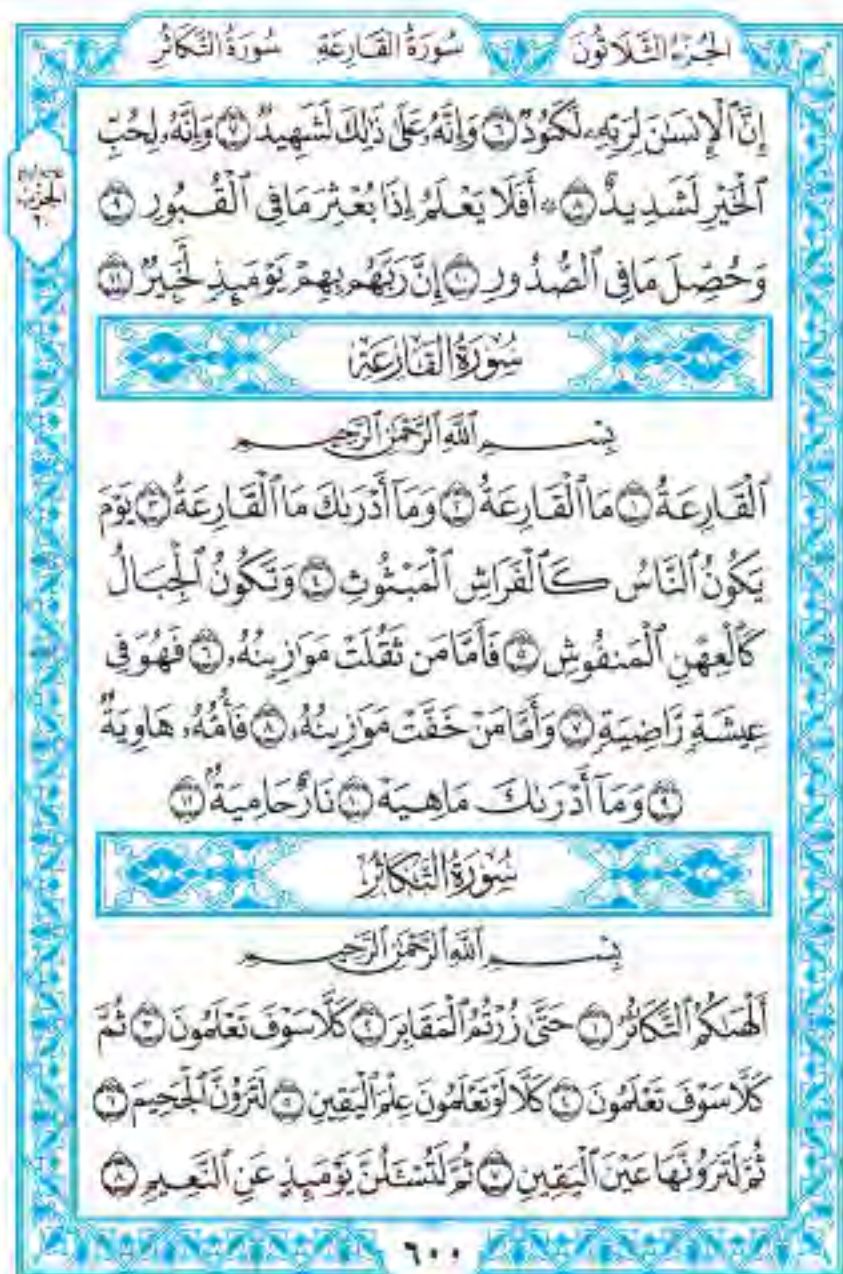 الجزء الثلاثون سورة القارعة سورة التكاثر
إِنَّ ٱلْإِنسَٰنَ لِرَبِّهِۦ لَكَنُودٌ ٦ وَإِنَّهُۥ عَلَىٰ ذَٰلِكَ لَشَهِيدٌ ٧ وَإِنَّهُۥ لِحُبِّ
ٱلْخَيْرِ لَشَدِيدٌ ٨ ۞ أَفَلَا يَعْلَمُ إِذَا بُعْثِرَ مَا فِى ٱلْقُبُورِ ٩
الحزب
٦٠
وَحُصِّلَ مَا فِى ٱلصُّدُورِ ١٠ إِنَّ رَبَّهُم بِهِمْ يَوْمَئِذٍ لَّخَبِيرٌۢ ١١
سُورَةُ القَارِعَةِ
بِسْمِ ٱللَّهِ ٱلرَّحْمَٰنِ ٱلرَّحِيمِ
ٱلْقَارِعَةُ ١ مَا ٱلْقَارِعَةُ ٢ وَمَآ أَدْرَىٰكَ مَا ٱلْقَارِعَةُ ٣ يَوْمَ
يَكُونُ ٱلنَّاسُ كَٱلْفَرَاشِ ٱلْمَبْثُوثِ ٤ وَتَكُونُ ٱلْجِبَالُ
كَٱلْعِهْنِ ٱلْمَنفُوشِ ٥ فَأَمَّا مَن ثَقُلَتْ مَوَٰزِينُهُۥ ٦ فَهُوَ فِى
عِيشَةٍ رَّاضِيَةٍ ٧ وَأَمَّا مَنْ خَفَّتْ مَوَٰزِينُهُۥ ٨ فَأُمُّهُۥ هَاوِيَةٌ
٩ وَمَآ أَدْرَىٰكَ مَا هِيَهْ ١٠ نَارٌ حَامِيَةٌۢ ١١
سُورَةُ التَّكَاثُرِ
بِسْمِ ٱللَّهِ ٱلرَّحْمَٰنِ ٱلرَّحِيمِ
أَلْهَىٰكُمُ ٱلتَّكَاثُرُ ١ حَتَّىٰ زُرْتُمُ ٱلْمَقَابِرَ ٢ كَلَّا سَوْفَ تَعْلَمُونَ ٣ ثُمَّ
كَلَّا سَوْفَ تَعْلَمُونَ ٤ كَلَّا لَوْ تَعْلَمُونَ عِلْمَ ٱلْيَقِينِ ٥ لَتَرَوُنَّ ٱلْجَحِيمَ ٦
ثُمَّ لَتَرَوُنَّهَا عَيْنَ ٱلْيَقِينِ ٧ ثُمَّ لَتُسْـَٔلُنَّ يَوْمَئِذٍ عَنِ ٱلنَّعِيمِ ٨
٦٠٠